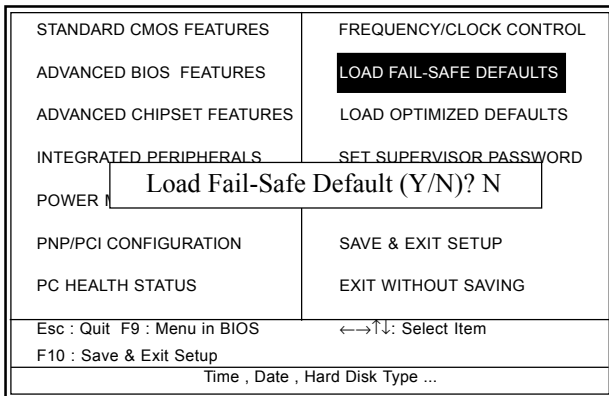 STANDARD CMOS FEATURES
ADVANCED BIOS FEATURES
ADVANCED CHIPSET FEATURES
INTEGRATED PERIPHERALS
POWER
PNP/PCI CONFIGURATION
PC HEALTH STATUS
FREQUENCY/CLOCK CONTROL
LOAD FAIL-SAFE DEFAULTS
LOAD OPTIMIZED DEFAULTS
SET SUPERVISOR PASSWORD
SAVE & EXIT SETUP
EXIT WITHOUT SAVING
Load Fail-Safe Default (Y/N)? N
Esc : Quit F9 : Menu in BIOS ←→↑↓: Select Item
F10 : Save & Exit Setup
Time , Date , Hard Disk Type ...